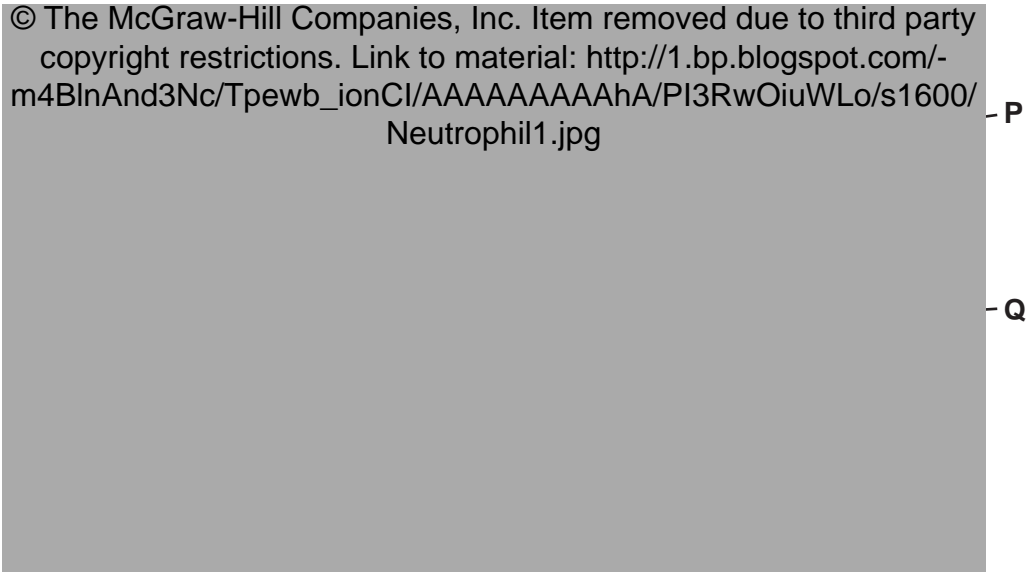 © The McGraw-Hill Companies, Inc. Item removed due to third party
copyright restrictions. Link to material: http://1.bp.blogspot.com/-
m4BlnAnd3Nc/Tpewb_ionCI/AAAAAAAAAhA/PI3RwOiuWLo/s1600/
Neutrophil1.jpg
P
Q